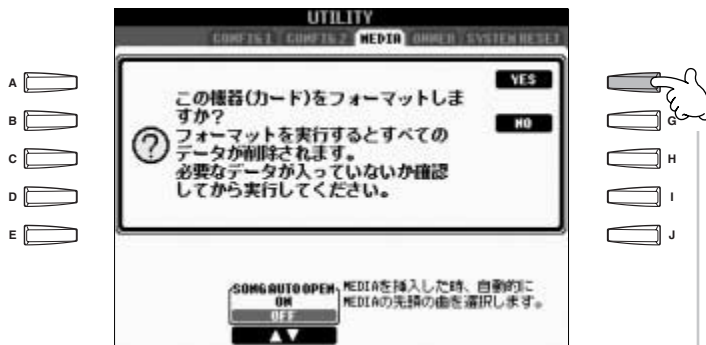 UTILITY
CONFIG 1 CONFIG 2 MEDIA OWNER SYSTEM RESET
A
B
C
D
E
この機器(カード)をフォーマットしま
すか?
フォーマットを実行するとすべての
データが削除されます。
必要なデータが入っていないか確認
してから実行してください。
YES
NO
G
H
I
J
SONG AUTO OPEN
ON
OFF
MEDIAを挿入した時、自動的に
MEDIAの先頭の曲を選択します。